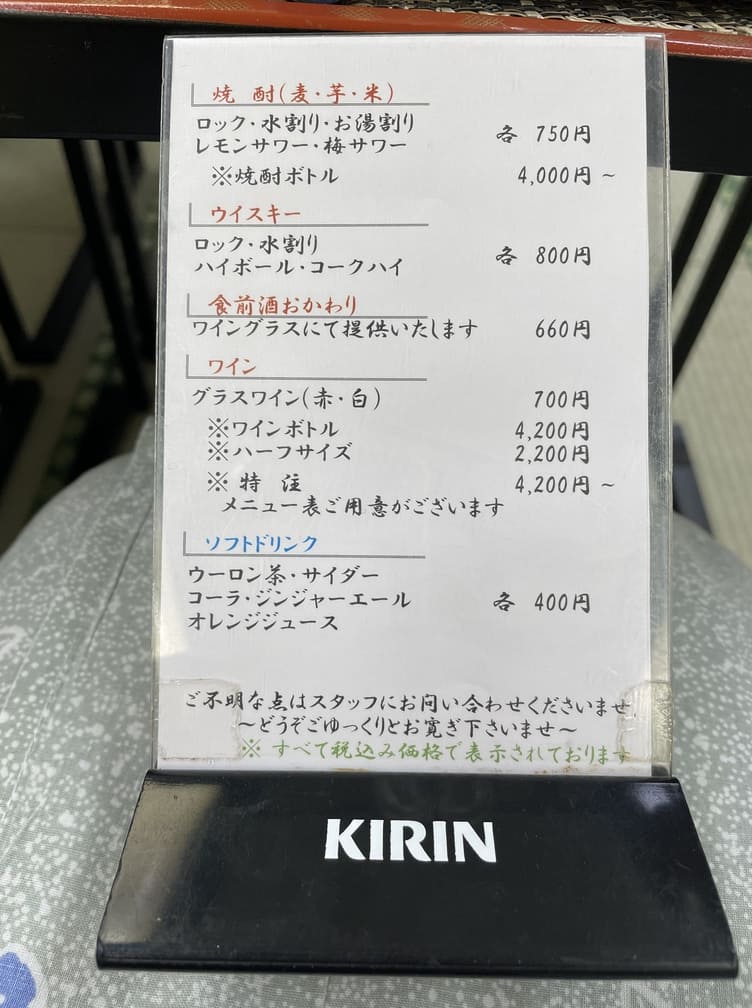 焼 酎(麦・芋・米)
ロック・水割り・お湯割り
レモンサワー・梅サワー
各 750円
※焼酎ボトル 4,000円~
ウイスキー
ロック・水割り
ハイボール・コークハイ
各 800円
食前酒おかわり
ワイングラスにて提供いたします 660円
ワイン
グラスワイン(赤・白) 700円
※ワインボトル 4,200円
※ハーフサイズ 2,200円
※ 特 注 4,200円~
メニュー表ご用意がございます
ソフトドリンク
ウーロン茶・サイダー
コーラ・ジンジャーエール 各 400円
オレンジジュース
ご不明な点はスタッフにお問い合わせくださいませ
~どうぞごゆっくりとお寛ぎ下さいませ~
※ すべて税込み価格で表示されております
KIRIN